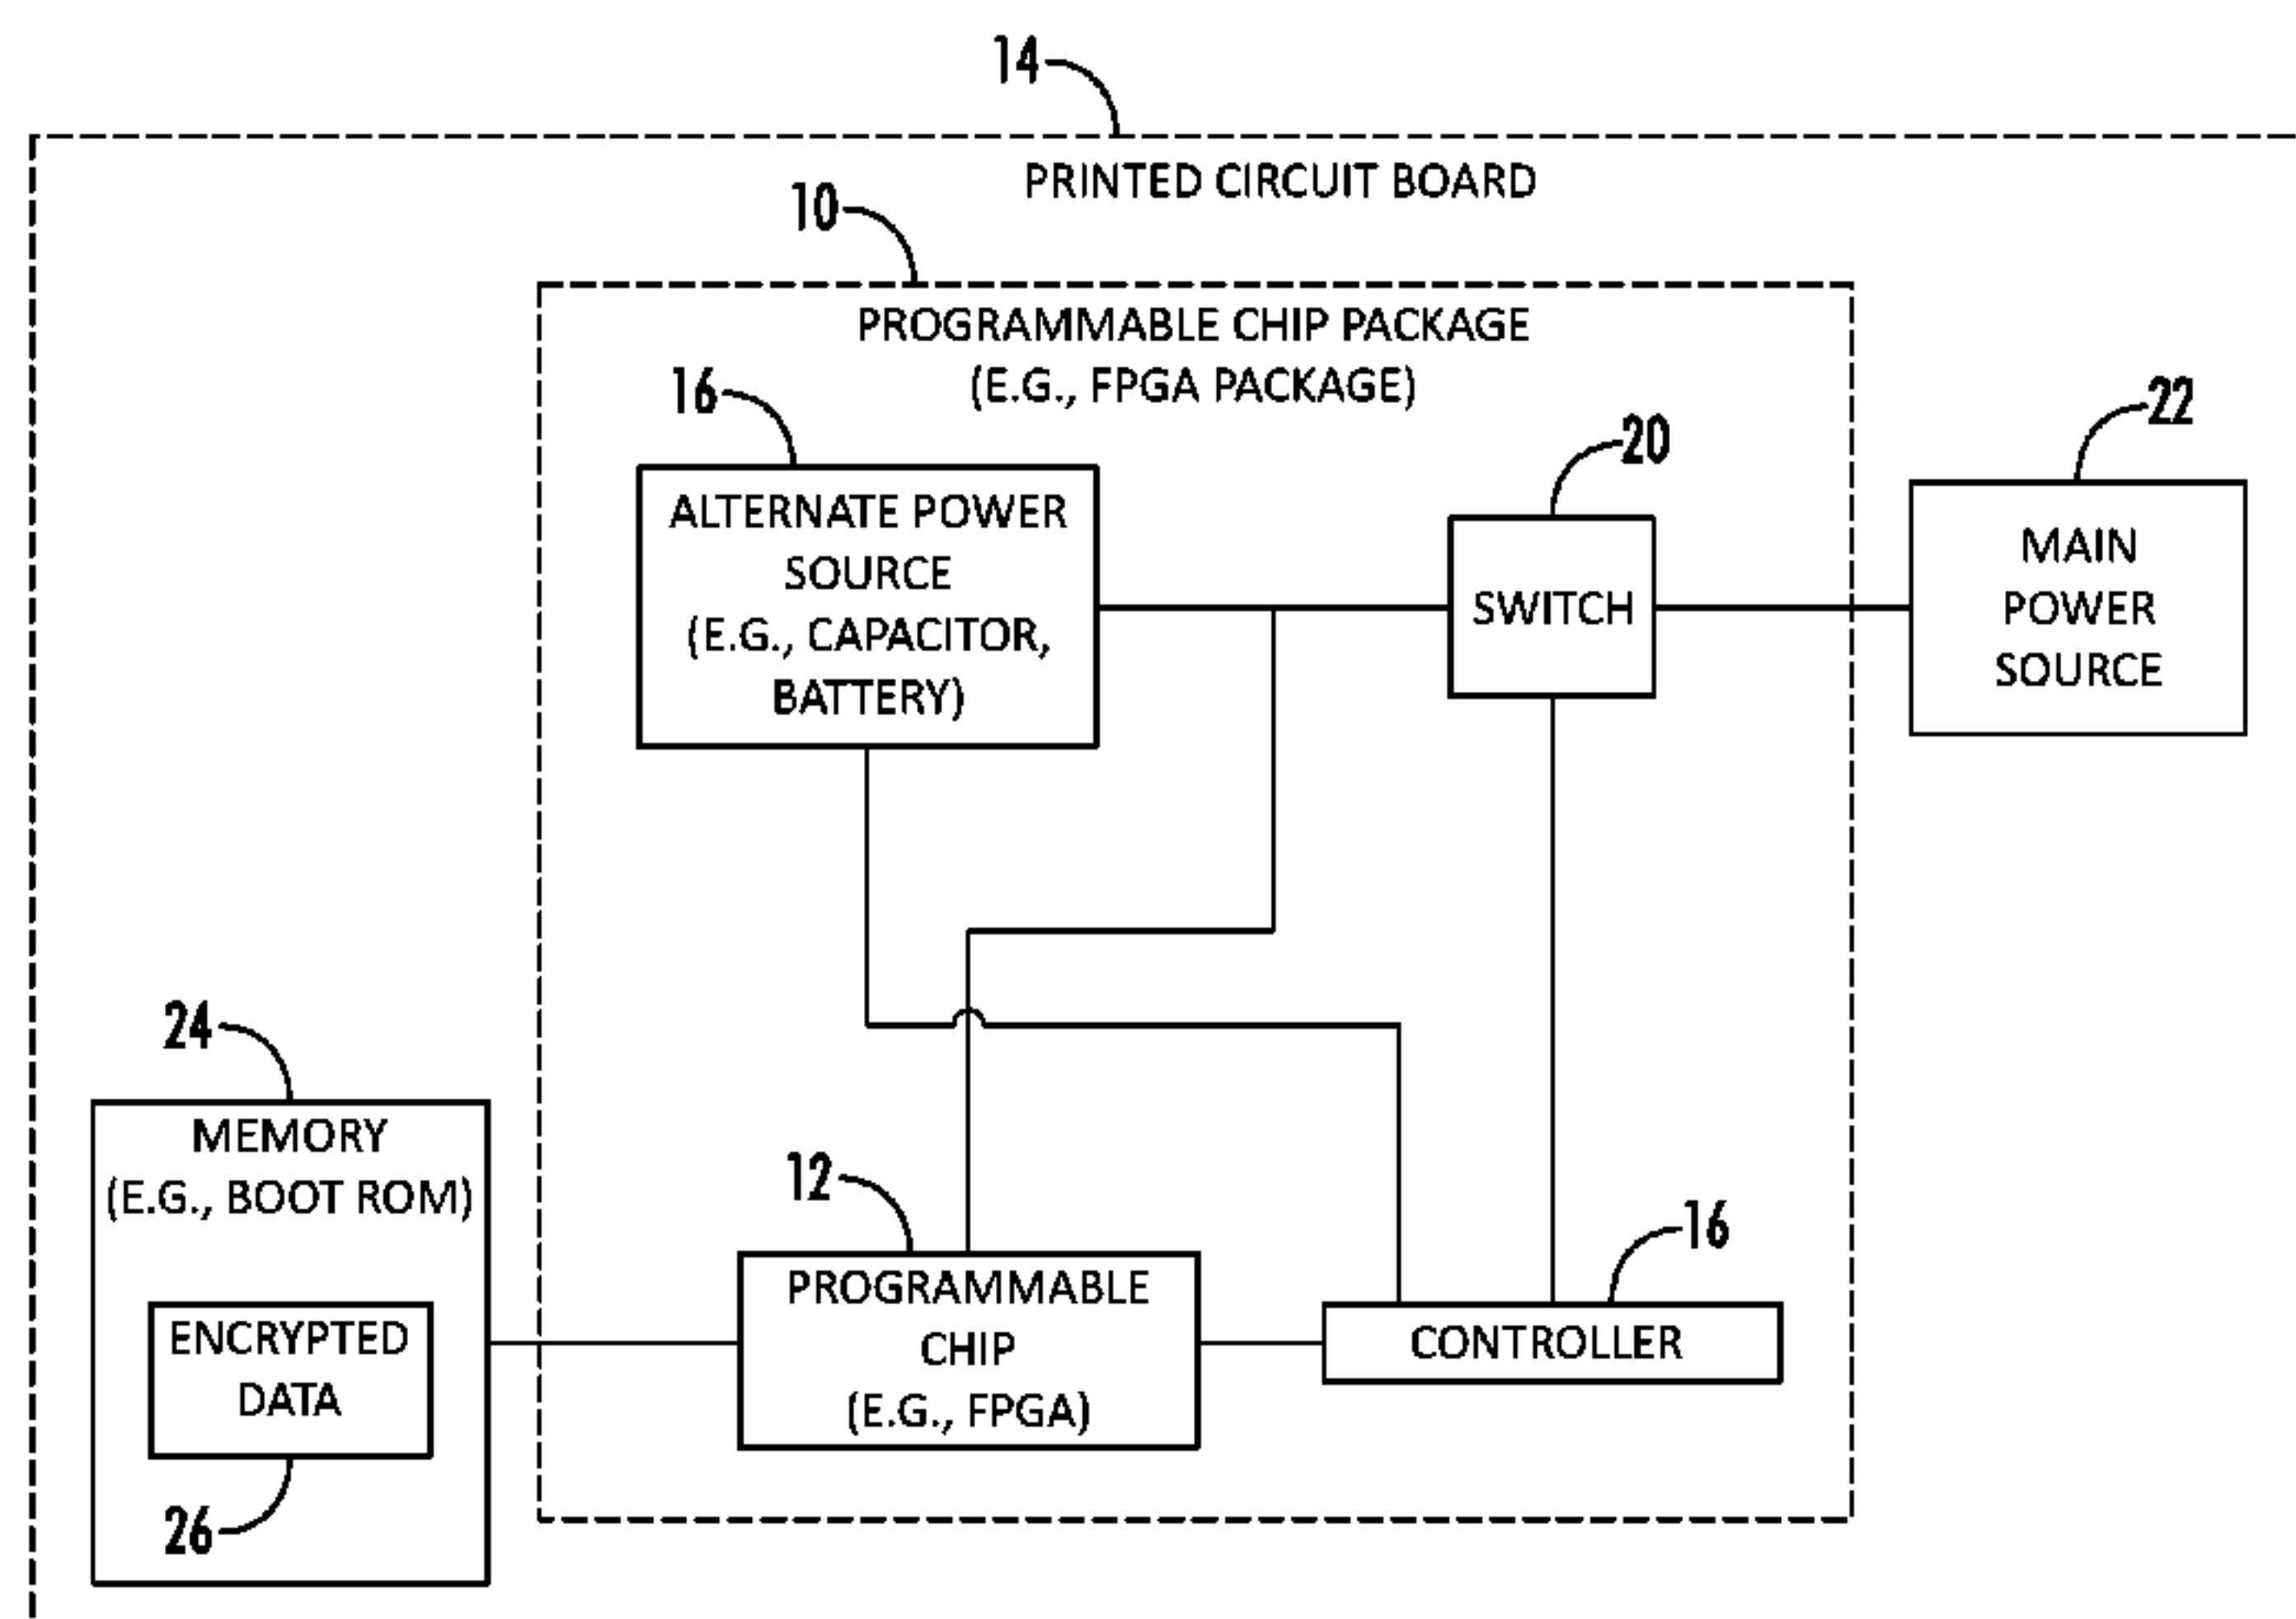 14
PRINTED CIRCUIT BOARD
10
PROGRAMMABLE CHIP PACKAGE
(E.G., FPGA PACKAGE)
16
ALTERNATE POWER
SOURCE
(E.G., CAPACITOR,
BATTERY)
20
SWITCH
22
MAIN
POWER
SOURCE
24
MEMORY
(E.G., BOOT ROM)
ENCRYPTED
DATA
26
12
PROGRAMMABLE
CHIP
(E.G., FPGA)
16
CONTROLLER